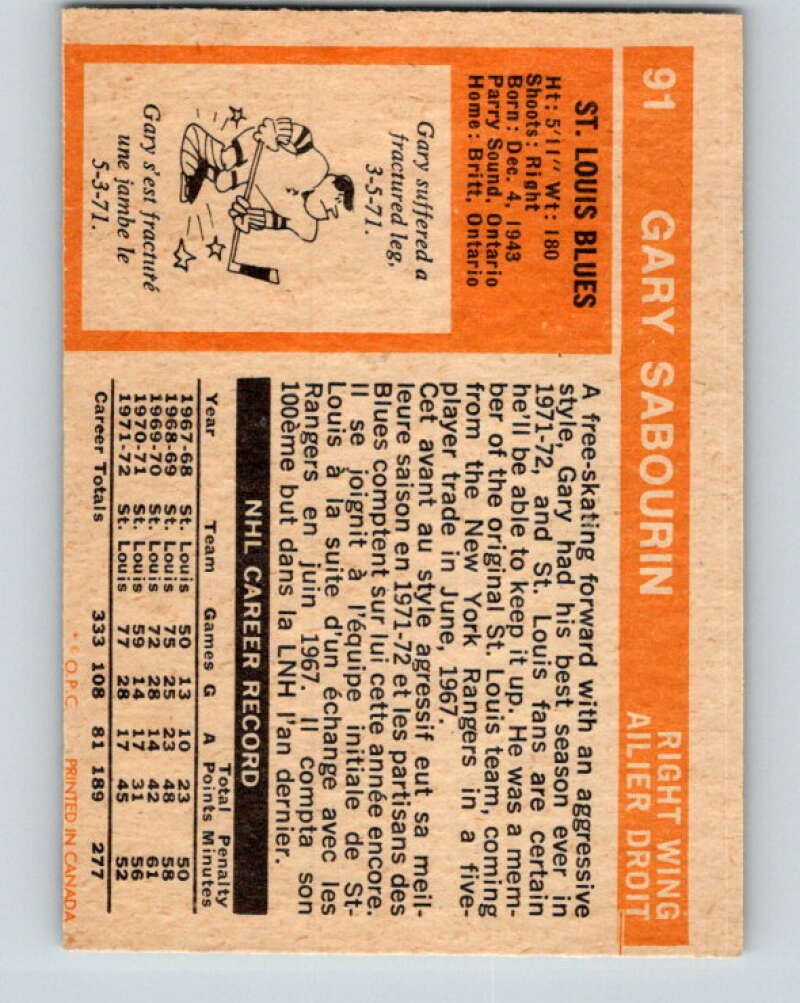 91 GARY SABOURIN RIGHT WING
AILIER DROIT
ST. LOUIS BLUES
Ht: 5'11" Wt: 180
Shoots: Right
Born: Dec. 4, 1943
Parry Sound, Ontario
Home: Britt, Ontario
Gary suffered a
fractured leg,
3-5-71.
Gary s'est fracturé
une jambe le
5-3-71.
A free-skating forward with an aggressive
style, Gary had his best season ever in
1971-72, and St. Louis fans are certain
he'll be able to keep it up. He was a mem-
ber of the original St. Louis team, coming
from the New York Rangers in a five-
player trade in June, 1967.
Cet avant au style agressif eut sa meil-
leure saison en 1971-72 et les partisans des
Blues comptent sur lui cette année encore.
Il se joignit à l'équipe initiale de St-
Louis à la suite d'un échange avec les
Rangers en juin 1967. Il compta son
100ème but dans la LNH l'an dernier.
NHL CAREER RECORD
Total Penalty
Year Team Games G A Points Minutes
1967-68 St. Louis 50 13 10 23 50
1968-69 St. Louis 75 25 23 48 58
1969-70 St. Louis 72 28 14 42 61
1970-71 St. Louis 59 14 17 31 56
1971-72 St. Louis 77 28 17 45 52
Career Totals 333 108 81 189 277
* © O.P.C. PRINTED IN CANADA